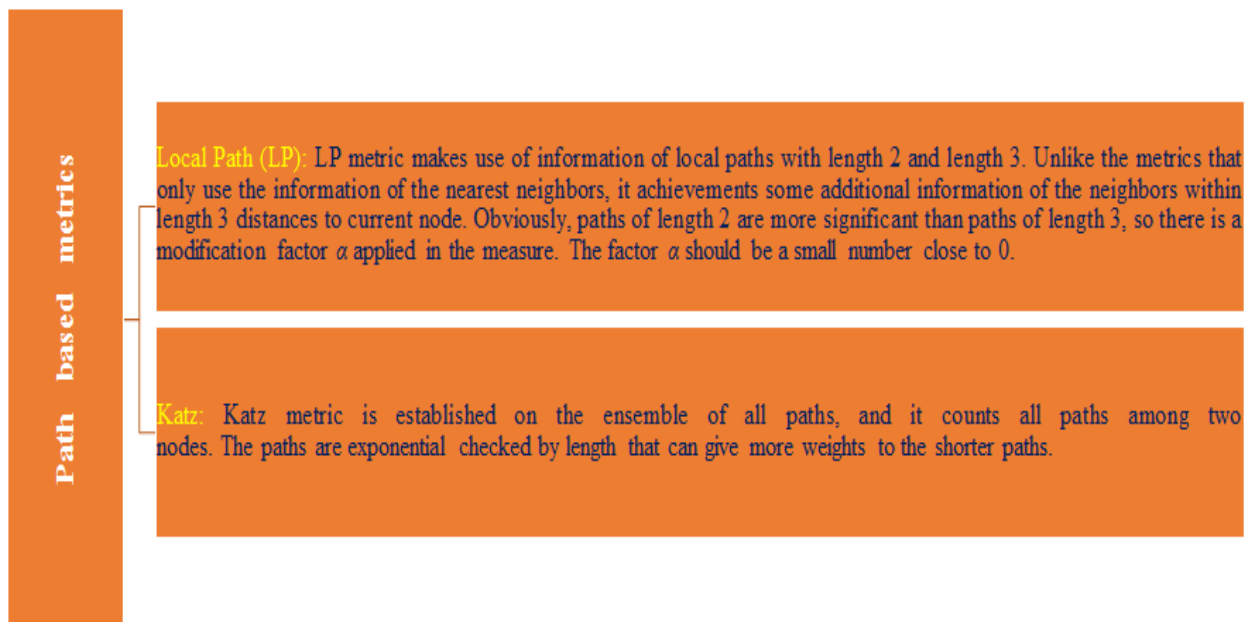 Path based metrics
Local Path (LP): LP metric makes use of information of local paths with length 2 and length 3. Unlike the metrics that
only use the information of the nearest neighbors, it achievements some additional information of the neighbors within
length 3 distances to current node. Obviously, paths of length 2 are more significant than paths of length 3, so there is a
modification factor α applied in the measure. The factor α should be a small number close to 0.
Katz: Katz metric is established on the ensemble of all paths, and it counts all paths among two
nodes. The paths are exponential checked by length that can give more weights to the shorter paths.